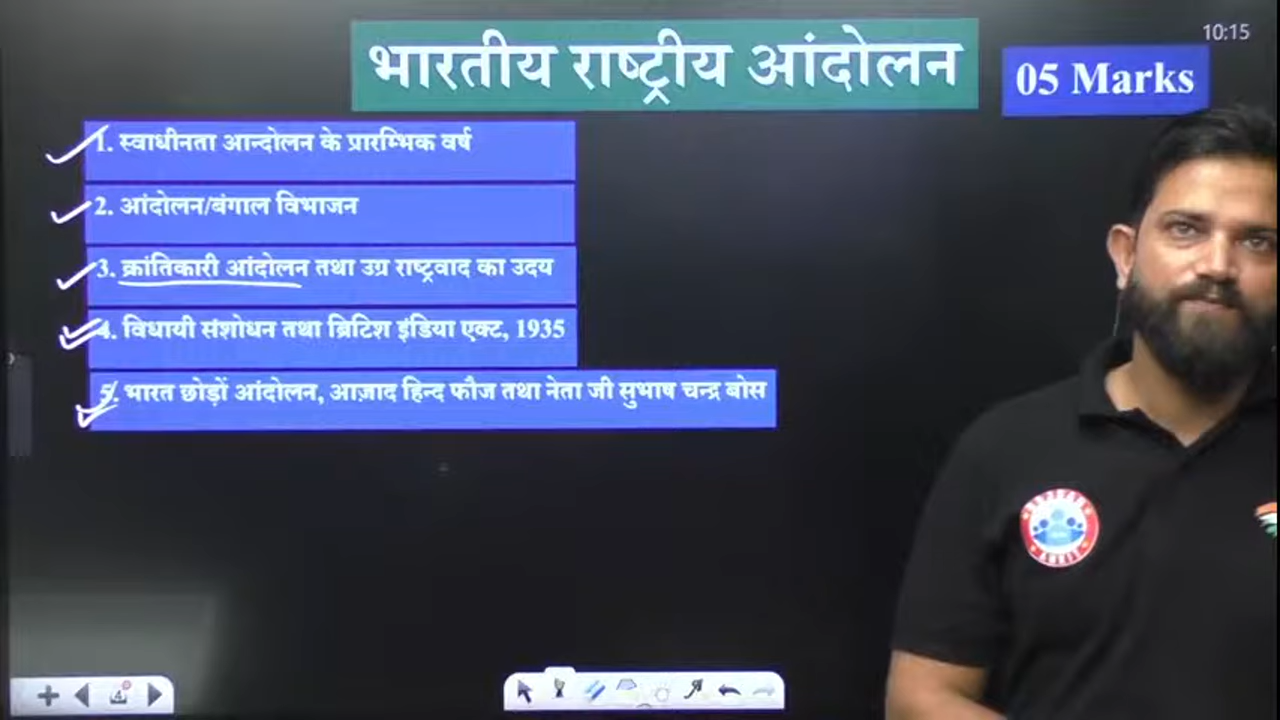 10:15
भारतीय राष्ट्रीय आंदोलन
05 Marks
1. स्वाधीनता आन्दोलन के प्रारम्भिक वर्ष
2. आंदोलन/बंगाल विभाजन
3. क्रांतिकारी आंदोलन तथा उग्र राष्ट्रवाद का उदय
4. विधायी संशोधन तथा ब्रिटिश इंडिया एक्ट, 1935
5. भारत छोड़ों आंदोलन, आज़ाद हिन्द फौज तथा नेता जी सुभाष चन्द्र बोस